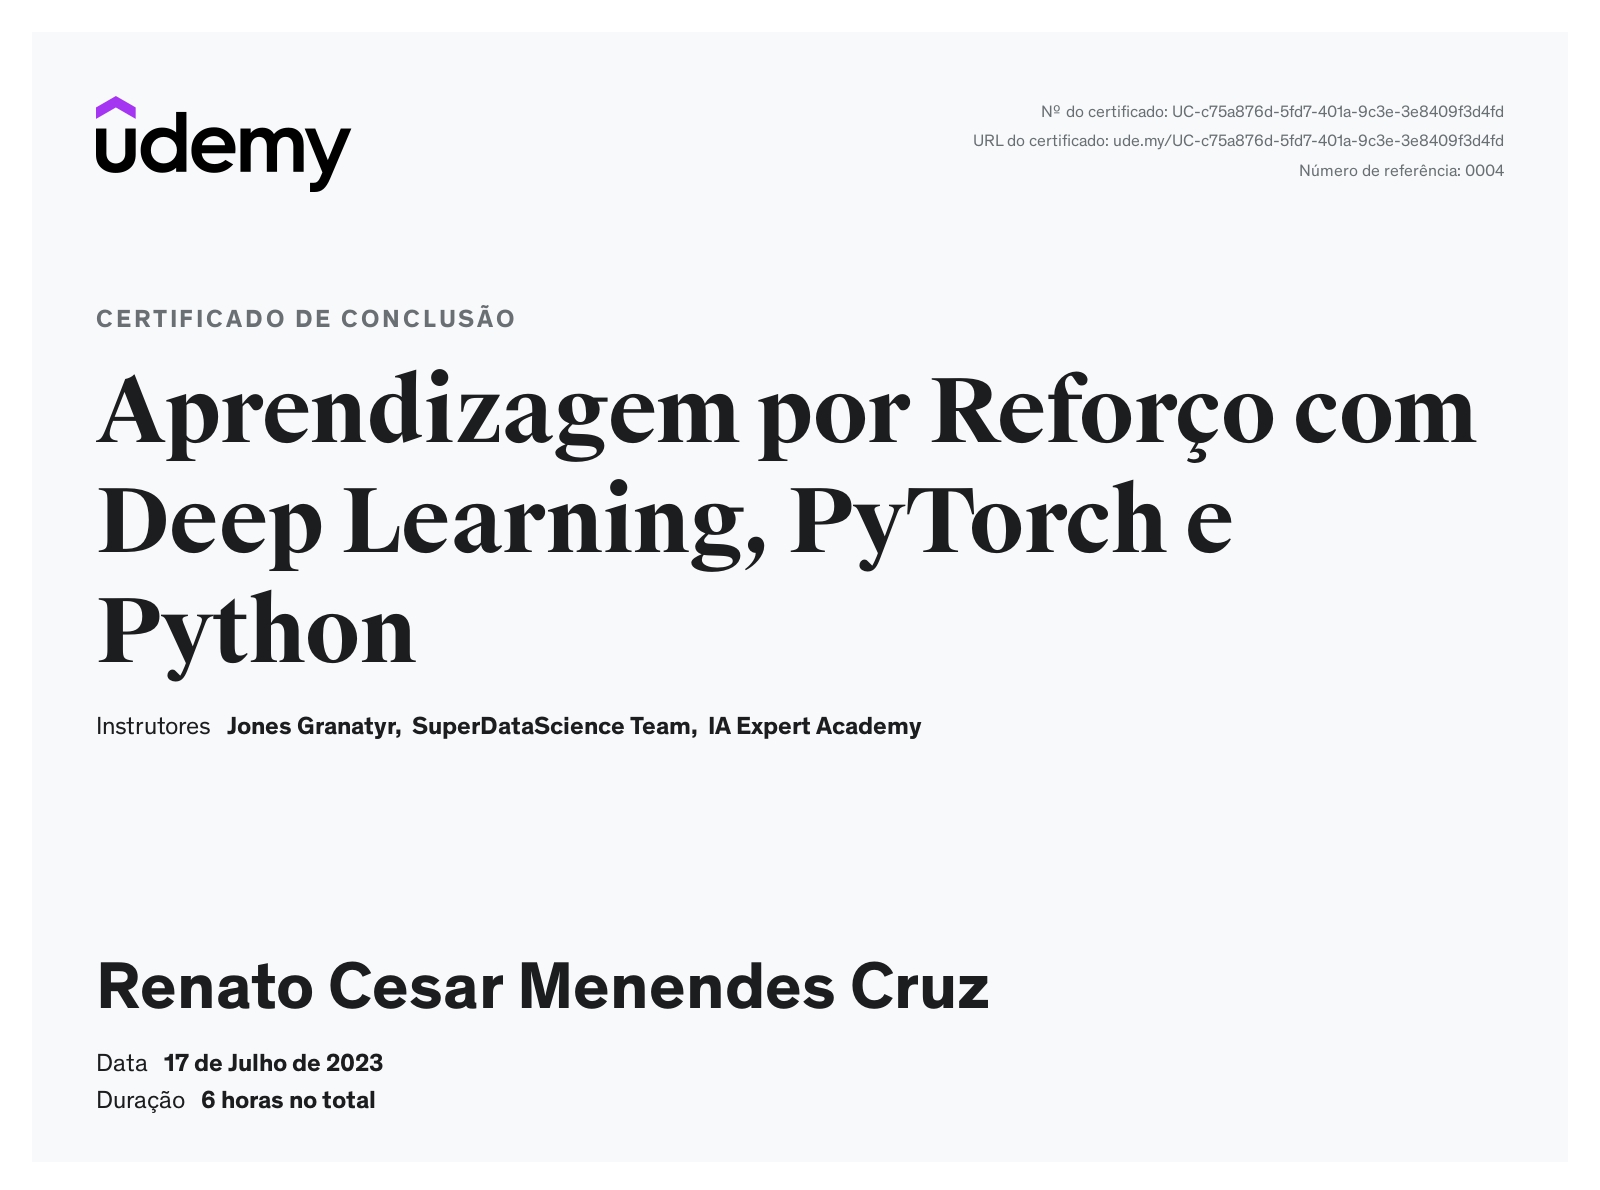 udemy
Nº do certificado: UC-c75a876d-5fd7-401a-9c3e-3e8409f3d4fd
URL do certificado: ude.my/UC-c75a876d-5fd7-401a-9c3e-3e8409f3d4fd
Número de referência: 0004
CERTIFICADO DE CONCLUSÃO
Aprendizagem por Reforço com
Deep Learning, PyTorch e
Python
Instrutores Jones Granatyr, SuperDataScience Team, IA Expert Academy
Renato Cesar Menendes Cruz
Data 17 de Julho de 2023
Duração 6 horas no total